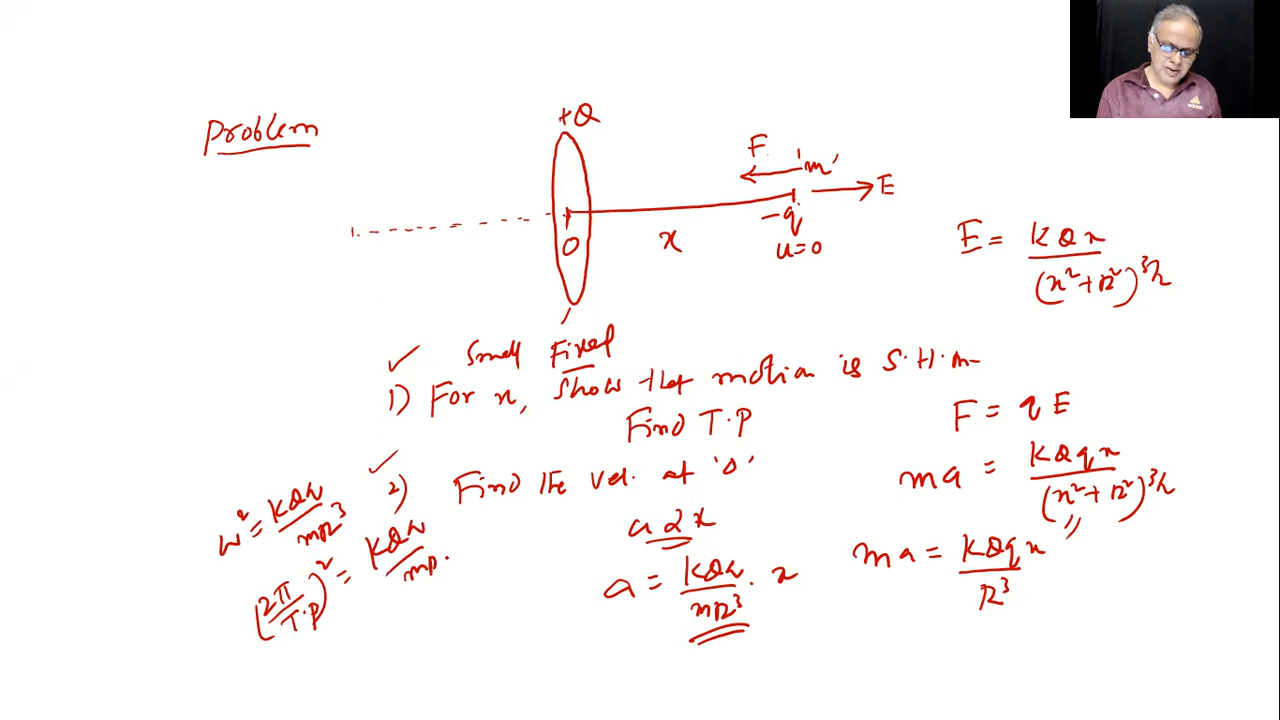 Problem
+Q
F
'm'
E
O
x
-q
u=0
E = KQx / (x²+R²)^3/2
Small Fixed
1) For x, show that motion is S.H.M
Find T.P
F = qE
2) Find the vel. at 'O'
ma = KQqx / (x²+R²)^3/2
a α x
ma = KQqx / R³
a = KQq / mR³ . x
w² = KQq / mR³
(2π / T.P)² = KQq / mR